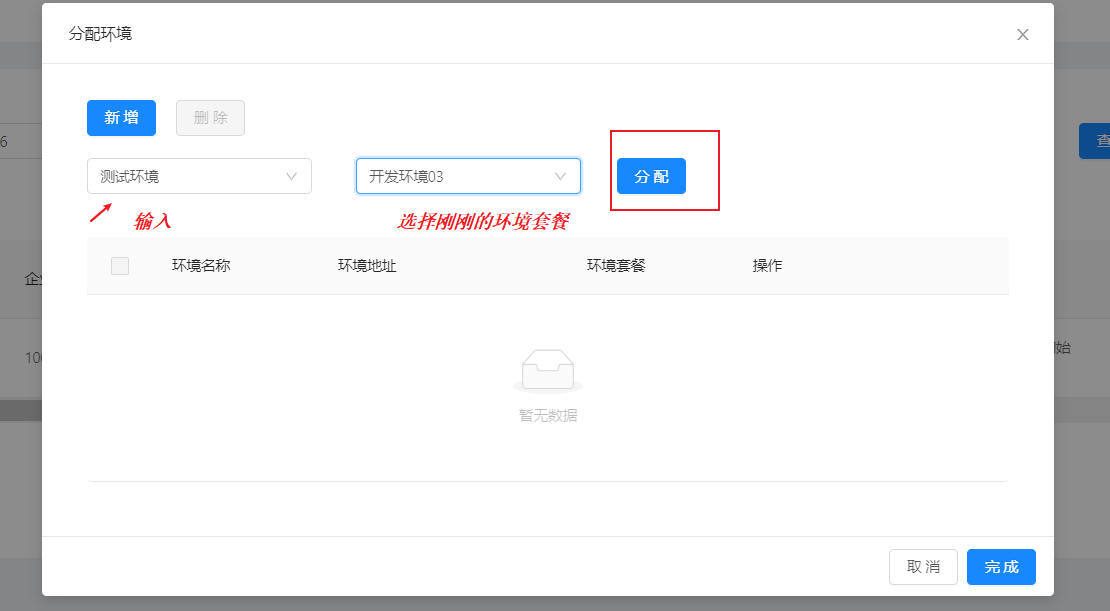 分配环境
新 增
删 除
6
查
测试环境
开发环境03
分 配
输入
选择刚刚的环境套餐
环境名称
环境地址
环境套餐
操作
100
始
暂无数据
取 消
完 成